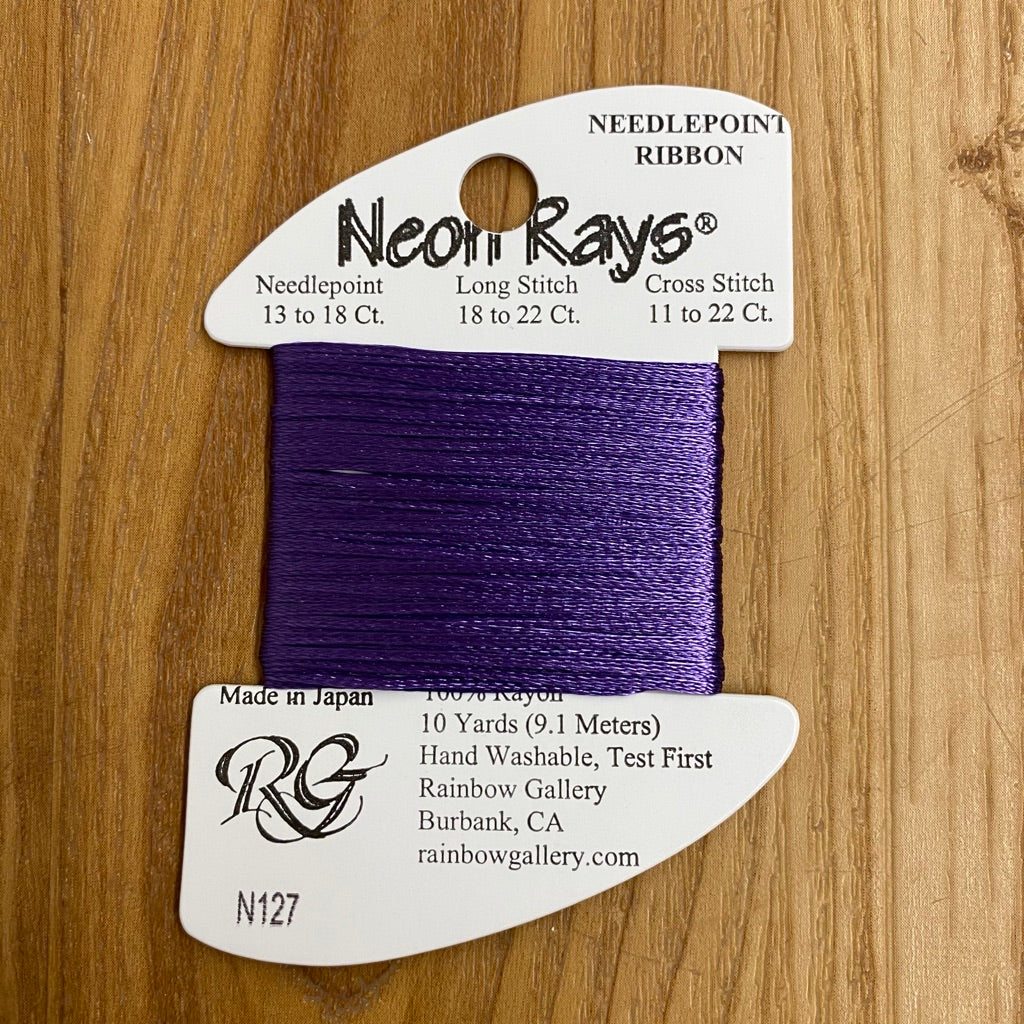 NEEDLEPOINT
RIBBON
Neon Rays®
Needlepoint
13 to 18 Ct.
Long Stitch
18 to 22 Ct.
Cross Stitch
11 to 22 Ct.
Made in Japan
RG
N127
100% Rayon
10 Yards (9.1 Meters)
Hand Washable, Test First
Rainbow Gallery
Burbank, CA
rainbowgallery.com